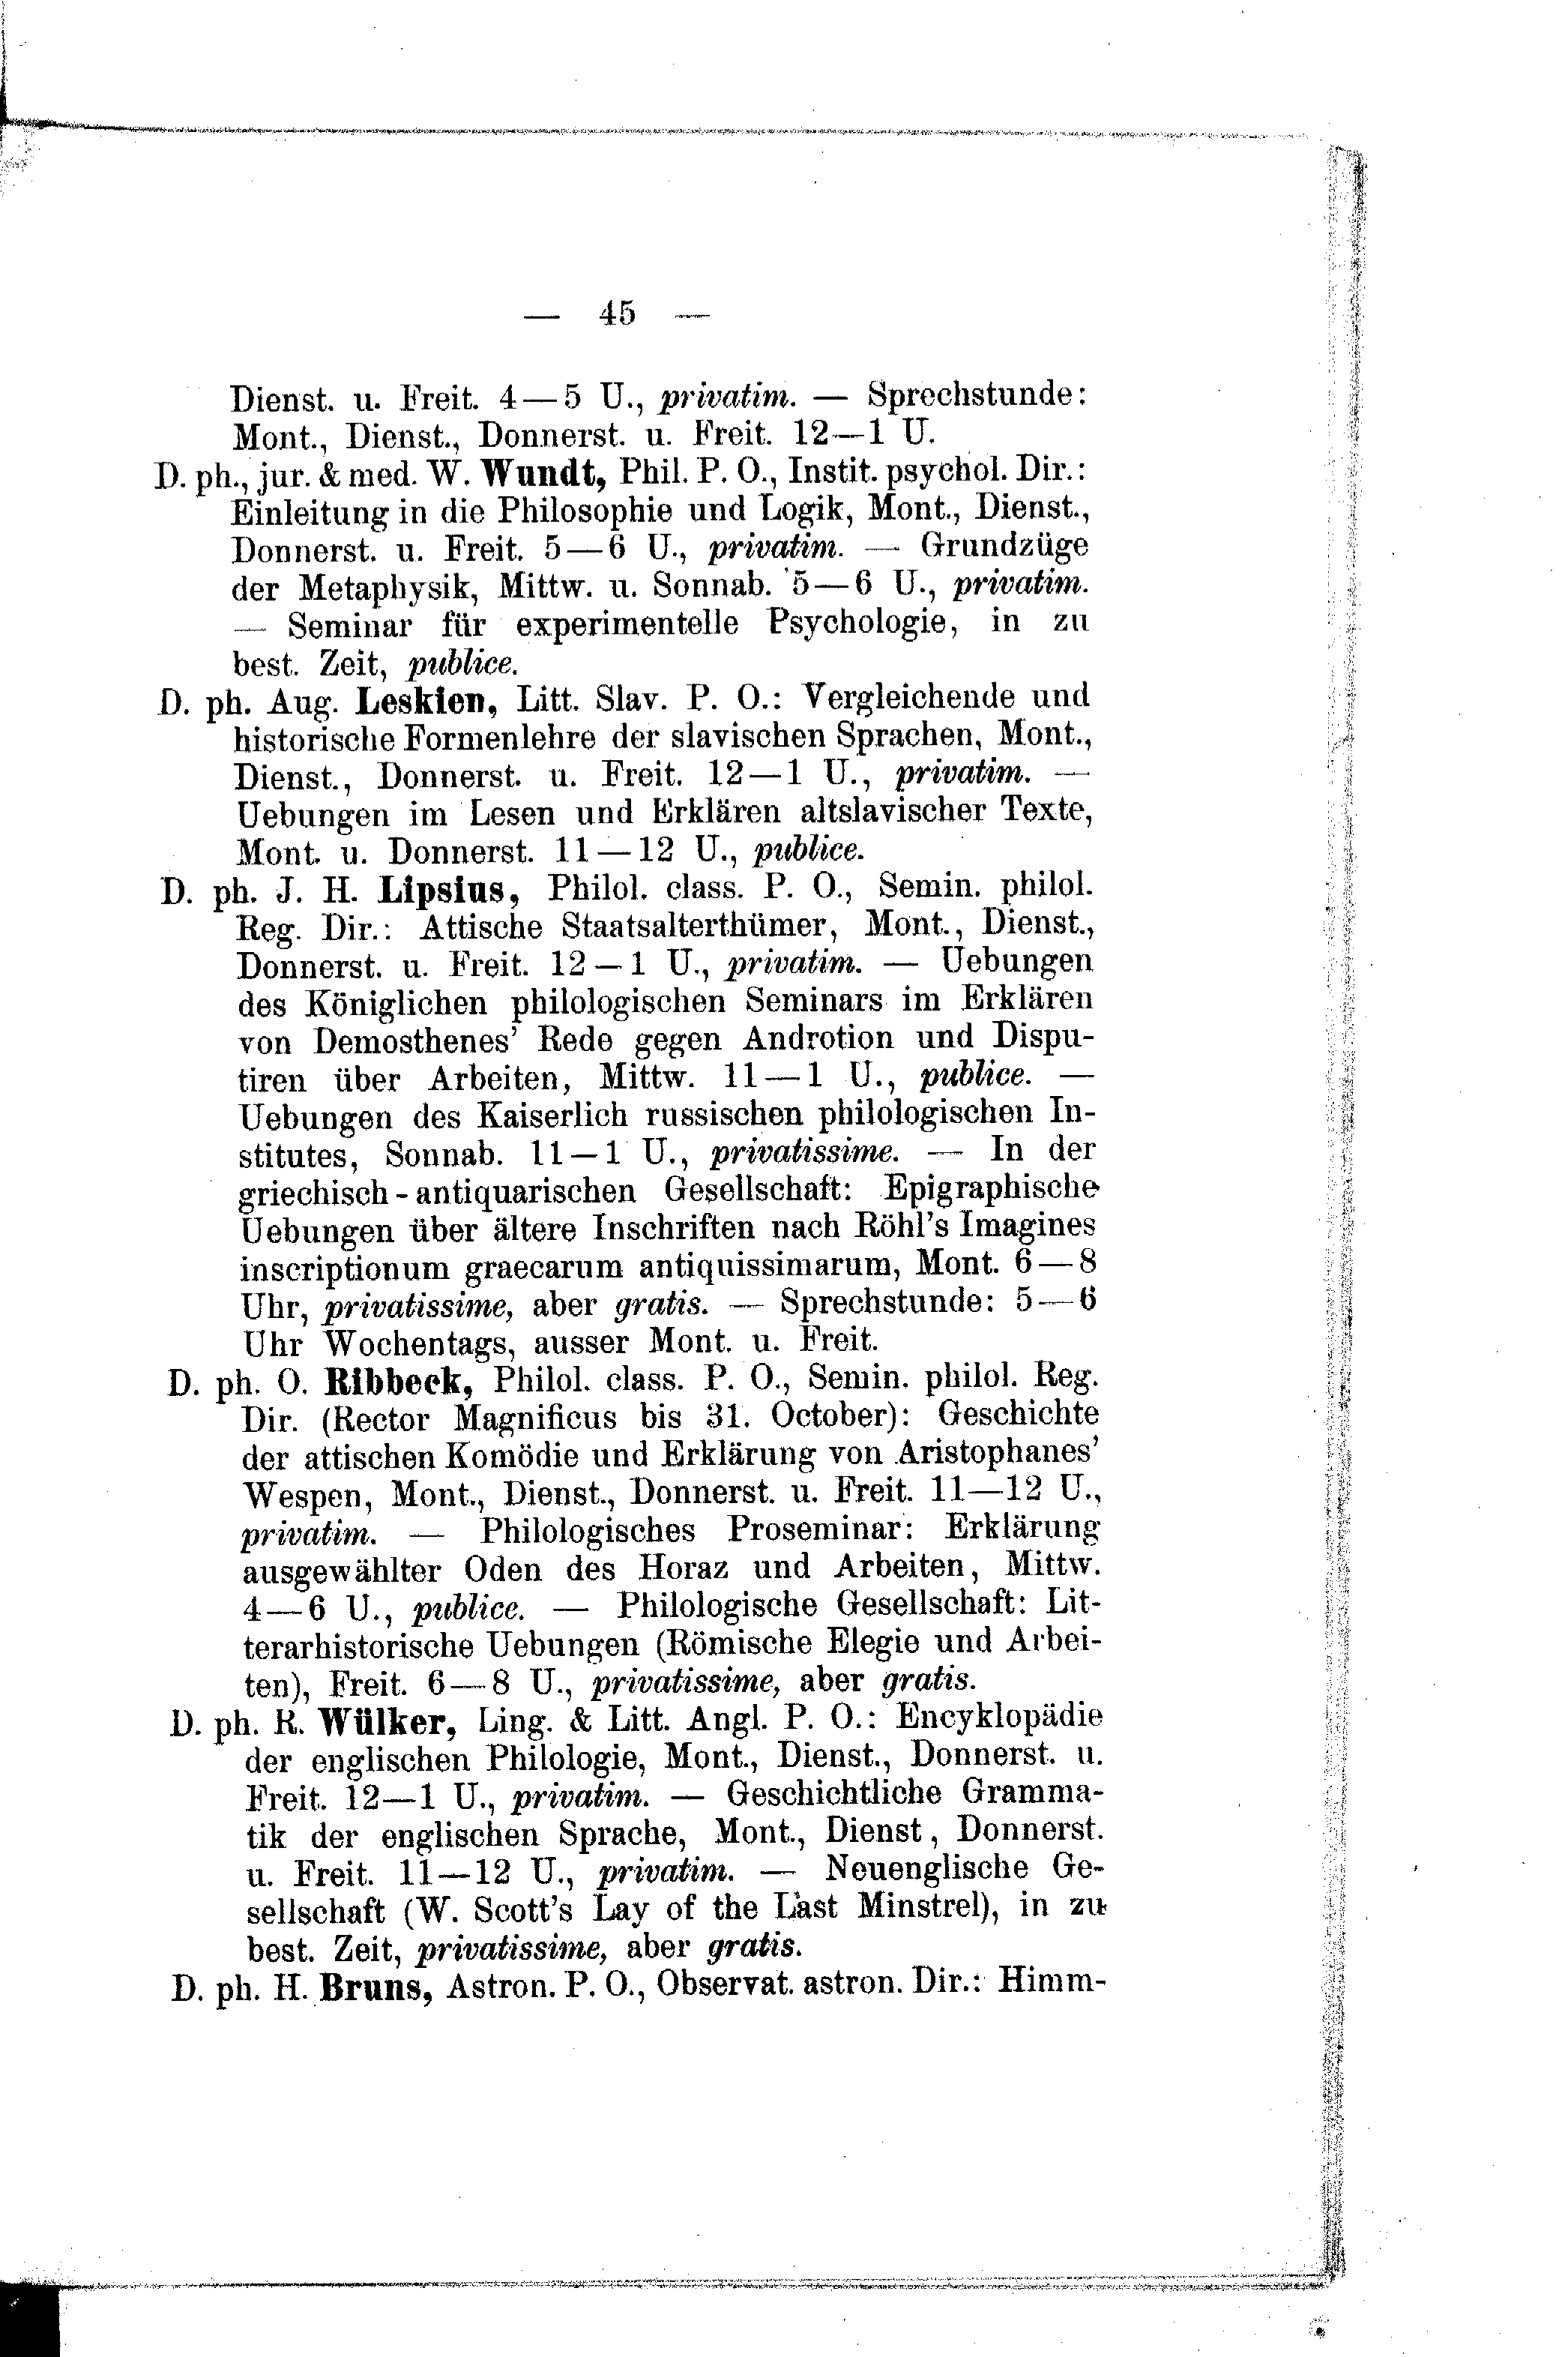 — 45 —
Dienst. u. Freit. 4—5 U., privatim. — Sprechstunde:
Mont., Dienst., Donnerst. u. Freit. 12—1 U.
D. ph., jur. & med. W. Wundt, Phil. P. O., Instit. psychol. Dir.:
Einleitung in die Philosophie und Logik, Mont., Dienst.,
Donnerst. u. Freit. 5—6 U., privatim. — Grundzüge
der Metaphysik, Mittw. u. Sonnab. 5—6 U., privatim.
— Seminar für experimentelle Psychologie, in zu
best. Zeit, publice.
D. ph. Aug. Leskien, Litt. Slav. P. O.: Vergleichende und
historische Formenlehre der slavischen Sprachen, Mont.,
Dienst., Donnerst. u. Freit. 12—1 U., privatim. —
Uebungen im Lesen und Erklären altslavischer Texte,
Mont. u. Donnerst. 11—12 U., publice.
D. ph. J. H. Lipsius, Philol. class. P. O., Semin. philol.
Reg. Dir.: Attische Staatsalterthümer, Mont., Dienst.,
Donnerst. u. Freit. 12—1 U., privatim. — Uebungen
des Königlichen philologischen Seminars im Erklären
von Demosthenes' Rede gegen Androtion und Dispu-
tiren über Arbeiten, Mittw. 11—1 U., publice. —
Uebungen des Kaiserlich russischen philologischen In-
stitutes, Sonnab. 11—1 U., privatissime. — In der
griechisch-antiquarischen Gesellschaft: Epigraphische
Uebungen über ältere Inschriften nach Röhl's Imagines
inscriptionum graecarum antiquissimarum, Mont. 6—8
Uhr, privatissime, aber gratis. — Sprechstunde: 5—6
Uhr Wochentags, ausser Mont. u. Freit.
D. ph. O. Ribbeck, Philol. class. P. O., Semin. philol. Reg.
Dir. (Rector Magnificus bis 31. October): Geschichte
der attischen Komödie und Erklärung von Aristophanes'
Wespen, Mont., Dienst., Donnerst. u. Freit. 11—12 U.,
privatim. — Philologisches Proseminar: Erklärung
ausgewählter Oden des Horaz und Arbeiten, Mittw.
4—6 U., publice. — Philologische Gesellschaft: Lit-
terarhistorische Uebungen (Römische Elegie und Arbei-
ten), Freit. 6—8 U., privatissime, aber gratis.
D. ph. R. Wülker, Ling. & Litt. Angl. P. O.: Encyklopädie
der englischen Philologie, Mont., Dienst., Donnerst. u.
Freit. 12—1 U., privatim. — Geschichtliche Gramma-
tik der englischen Sprache, Mont., Dienst, Donnerst.
u. Freit. 11—12 U., privatim. — Neuenglische Ge-
sellschaft (W. Scott's Lay of the Last Minstrel), in zu
best. Zeit, privatissime, aber gratis.
D. ph. H. Bruns, Astron. P. O., Observat. astron. Dir.: Himm-